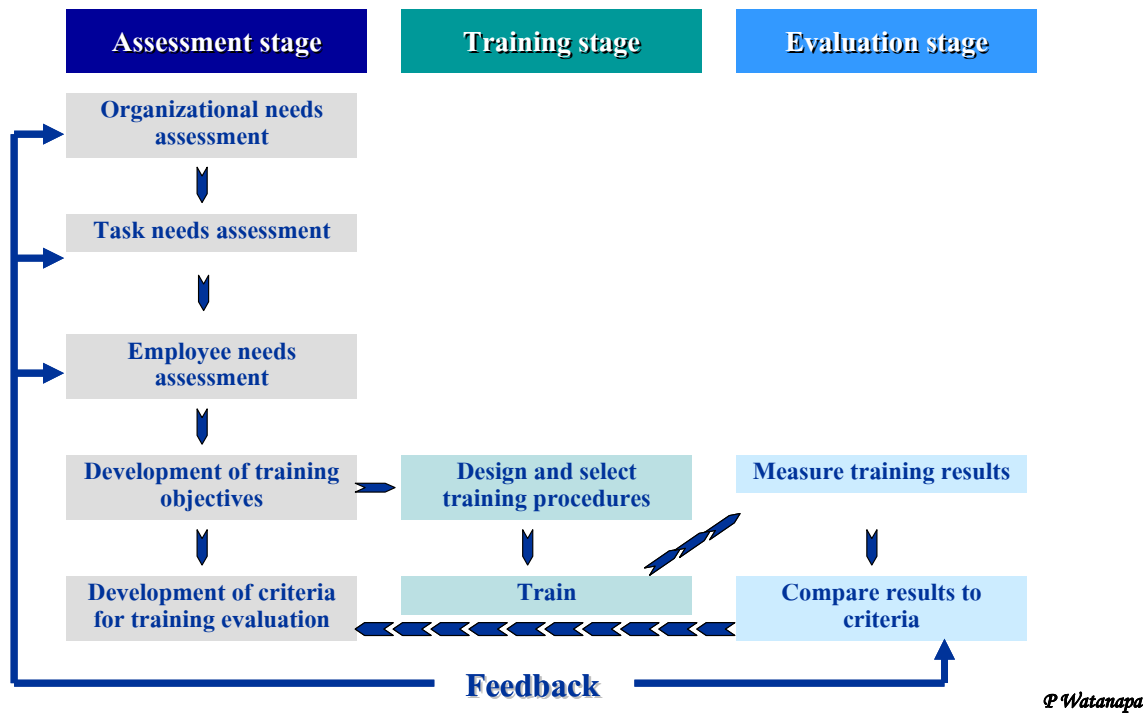 Assessment stage
Training stage
Evaluation stage
Organizational needs
assessment
Task needs assessment
Employee needs
assessment
Development of training
objectives
Design and select
training procedures
Measure training results
Development of criteria
for training evaluation
Train
Compare results to
criteria
Feedback
P Watanapa